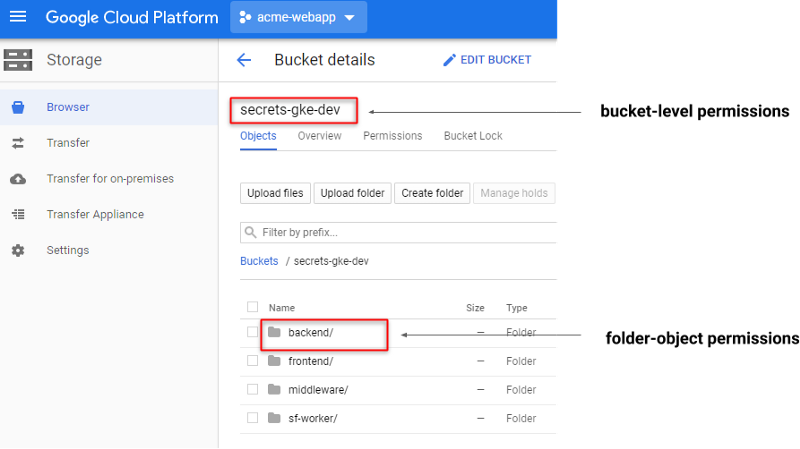 Google Cloud Platform
acme-webapp
Storage
Bucket details
EDIT BUCKET
Browser
Transfer
Transfer for on-premises
Transfer Appliance
Settings
secrets-gke-dev
bucket-level permissions
Objects Overview Permissions Bucket Lock
Upload files Upload folder Create folder Manage holds
Filter by prefix...
Buckets / secrets-gke-dev
Name Size Type
backend/ — Folder
folder-object permissions
frontend/ — Folder
middleware/ — Folder
sf-worker/ — Folder